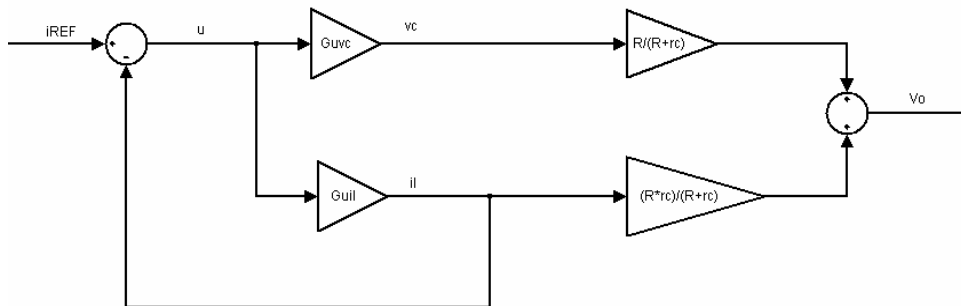 iREF
u
Guvc
vc
R/(R+rc)
Vo
Guil
il
(R*rc)/(R+rc)